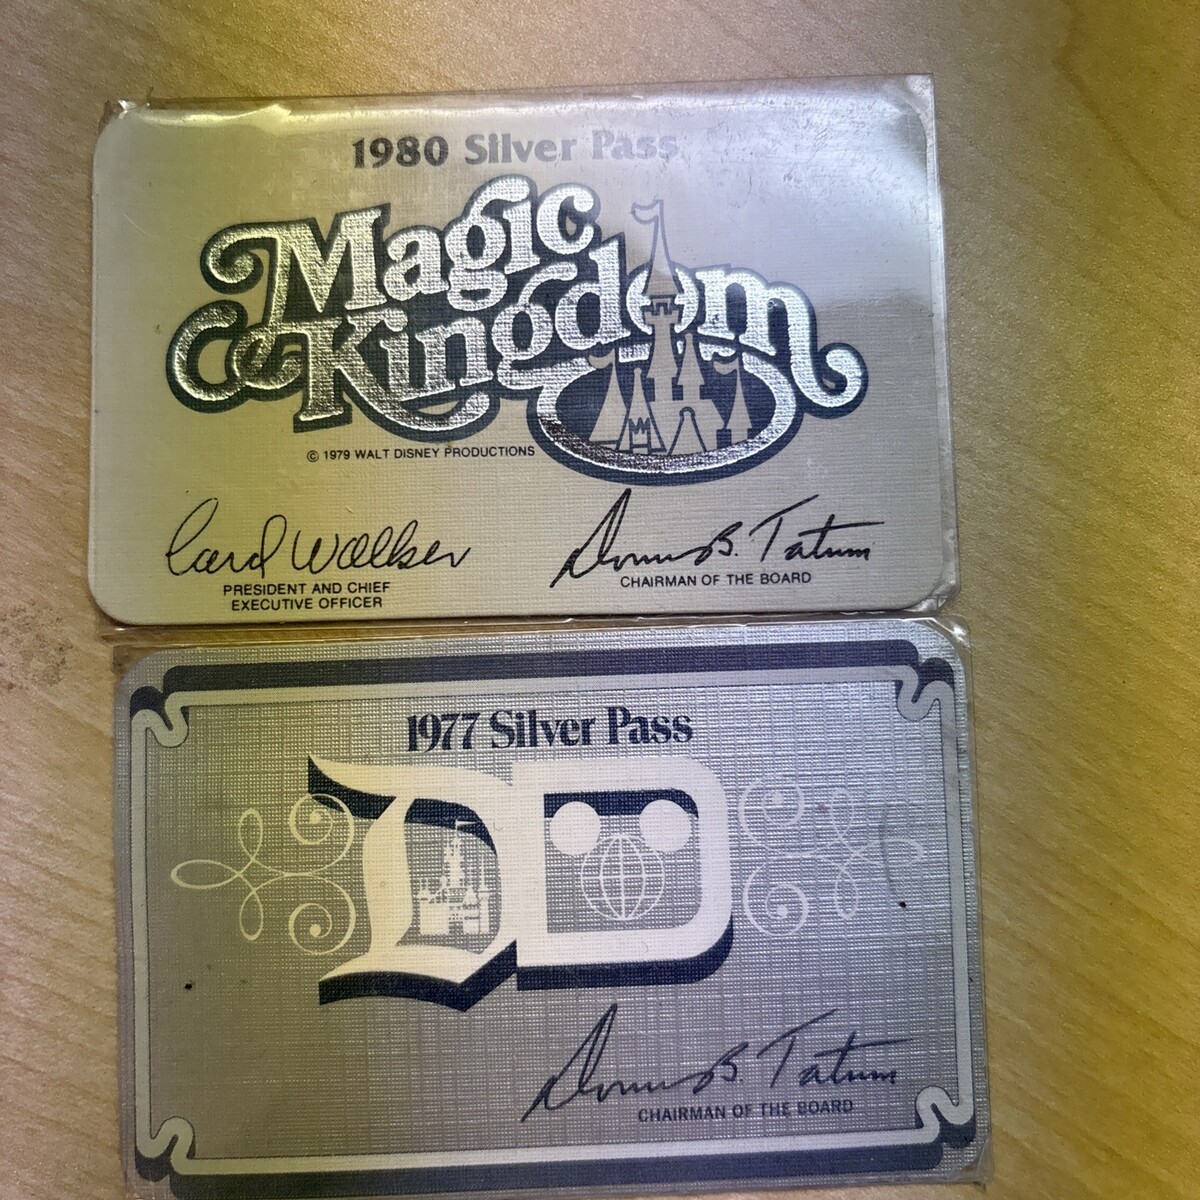 1980 Silver Pass
Magic
Kingdom
© 1979 WALT DISNEY PRODUCTIONS
Card Walker
Donn B. Tatum
PRESIDENT AND CHIEF
EXECUTIVE OFFICER
CHAIRMAN OF THE BOARD
1977 Silver Pass
D D
Donn B. Tatum
CHAIRMAN OF THE BOARD